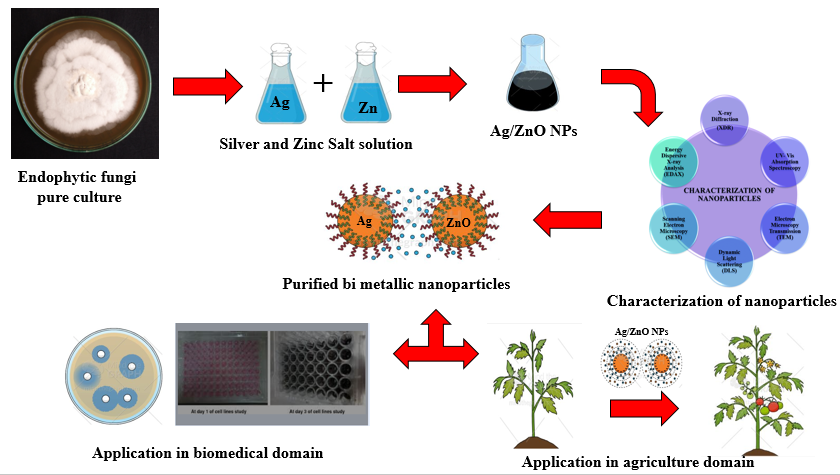 Ag
Zn
Silver and Zinc Salt solution
Ag/ZnO NPs
Endophytic fungi
pure culture
X-ray
Diffraction
(XDR)
Energy
Dispersive
X-ray
Analysis
(EDAX)
UV- Vis
Absorption
Spectroscopy
CHARACTERIZATION OF
NANOPARTICLES
Scanning
Electron
Microscopy
(SEM)
Electron
Microscopy
Transmission
(TEM)
Dynamic
Light
Scattering
(DLS)
Characterization of nanoparticles
Ag
ZnO
Purified bi metallic nanoparticles
At day 1 of cell lines study
At day 3 of cell lines study
Application in biomedical domain
Ag/ZnO NPs
Application in agriculture domain